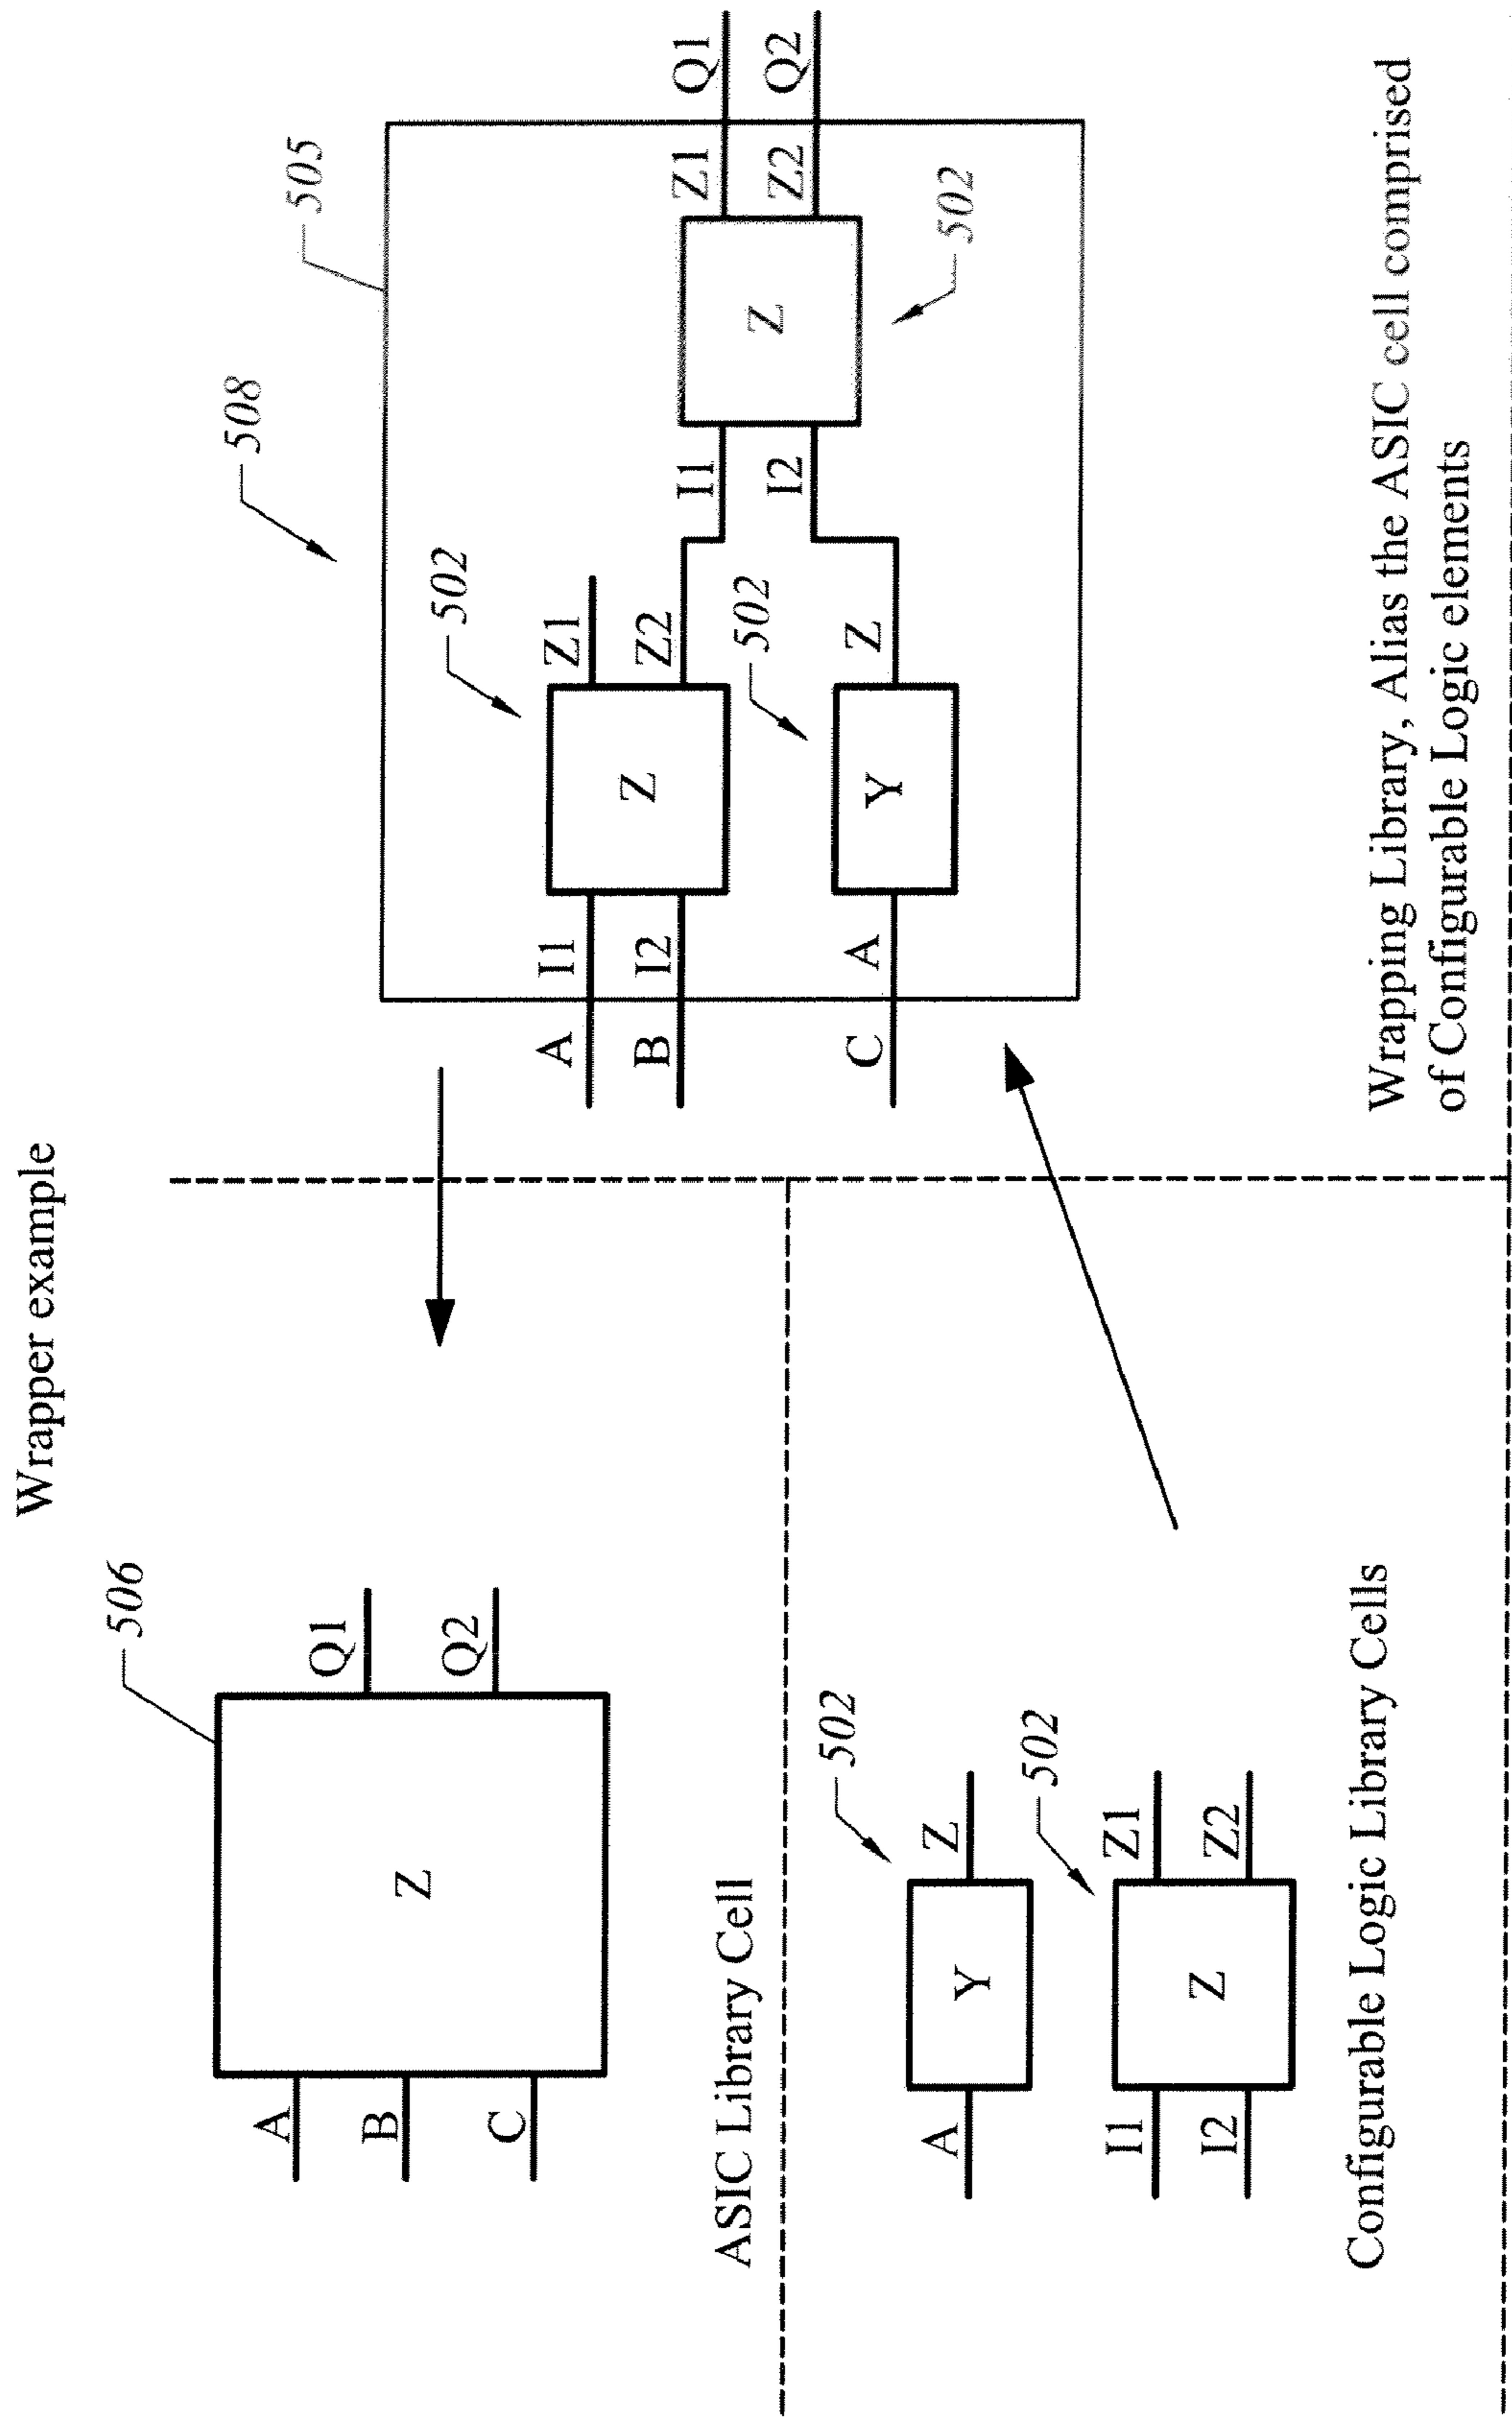 Wrapper example
506
A
B
C
Z
Q1
Q2
ASIC Library Cell
502
A
Y
Z
502
I1
I2
Z
Z1
Z2
Configurable Logic Library Cells
508
505
A
B
C
I1
I2
A
502
Z
Z1
Z2
502
Y
Z
I1
I2
Z
502
Z1
Z2
Q1
Q2
Wrapping Library, Alias the ASIC cell comprised
of Configurable Logic elements